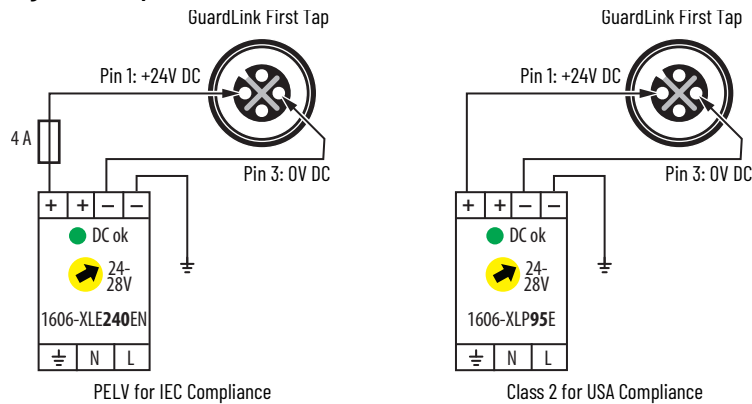 GuardLink First Tap
Pin 1: +24V DC
4 A
Pin 3: 0V DC
+ + – –
DC ok
24-
28V
1606-XLE240EN
N L
PELV for IEC Compliance
GuardLink First Tap
Pin 1: +24V DC
Pin 3: 0V DC
+ + – –
DC ok
24-
28V
1606-XLP95E
N L
Class 2 for USA Compliance